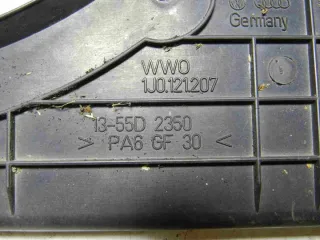 Germany
WWO
1J0.121.207
13-55D 2350
> PA6 GF 30 <